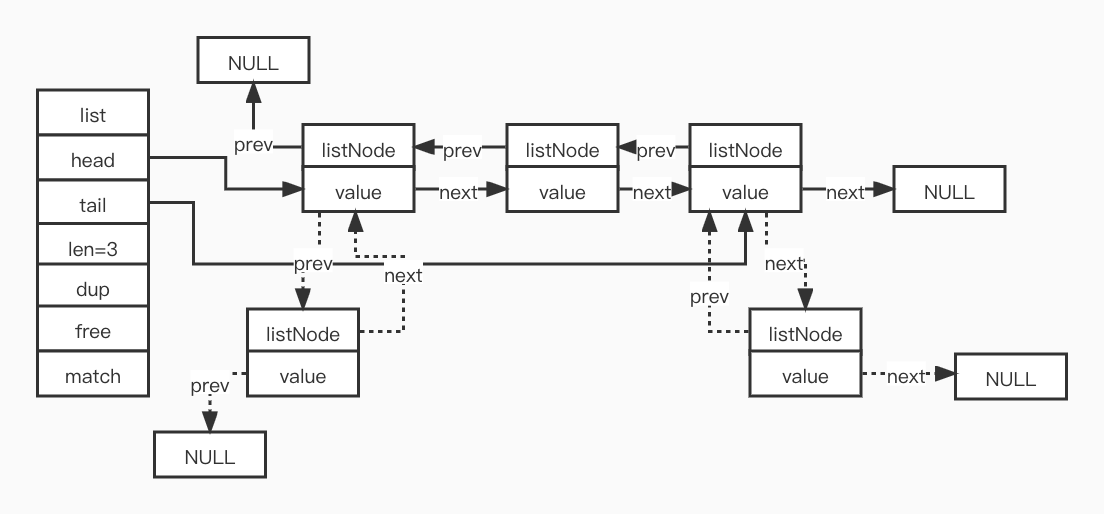 NULL
list
head
tail
len=3
dup
free
match
prev
listNode
value
prev
next
listNode
value
prev
next
listNode
value
next
NULL
prev
next
listNode
value
prev
NULL
prev
next
listNode
value
next
NULL